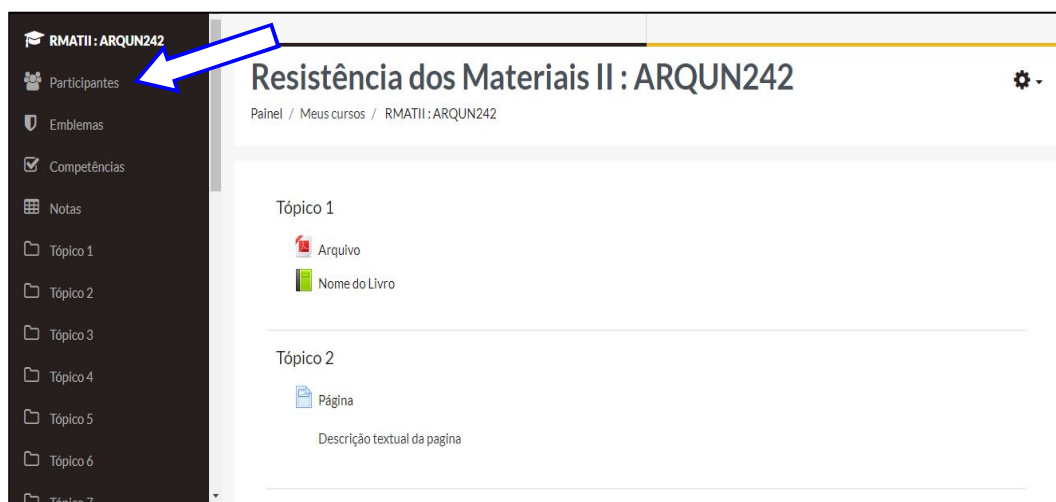 RMATII : ARQUN242
Participantes
Emblemas
Competências
Notas
Tópico 1
Tópico 2
Tópico 3
Tópico 4
Tópico 5
Tópico 6
Tópico 7
Resistência dos Materiais II : ARQUN242
Painel / Meus cursos / RMATII : ARQUN242
Tópico 1
Arquivo
Nome do Livro
Tópico 2
Página
Descrição textual da pagina